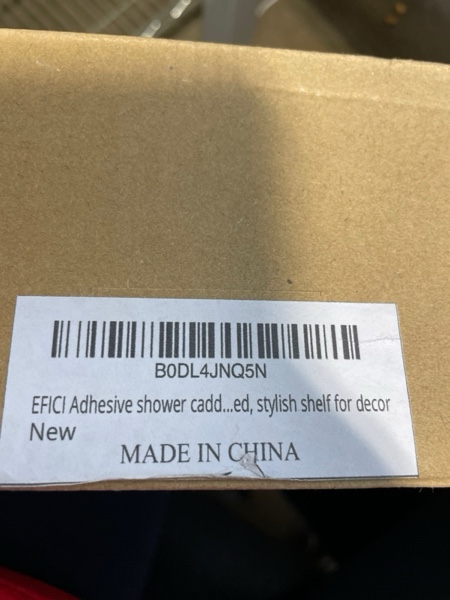 B0DL4JNQ5N
EFICI Adhesive shower cadd...ed, stylish shelf for decor
New
MADE IN CHINA